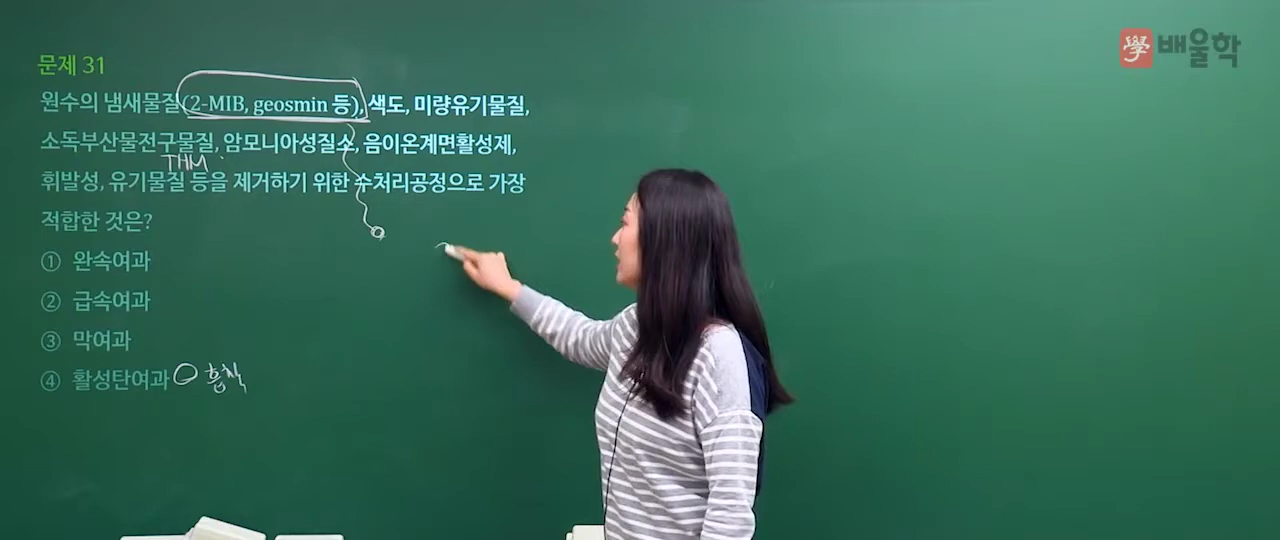 學 배울학
문제 31
원수의 냄새물질(2-MIB, geosmin 등), 색도, 미량유기물질,
소독부산물전구물질, 암모니아성질소, 음이온계면활성제,
THM
휘발성, 유기물질 등을 제거하기 위한 수처리공정으로 가장
적합한 것은?
① 완속여과
② 급속여과
③ 막여과
④ 활성탄여과 흡착